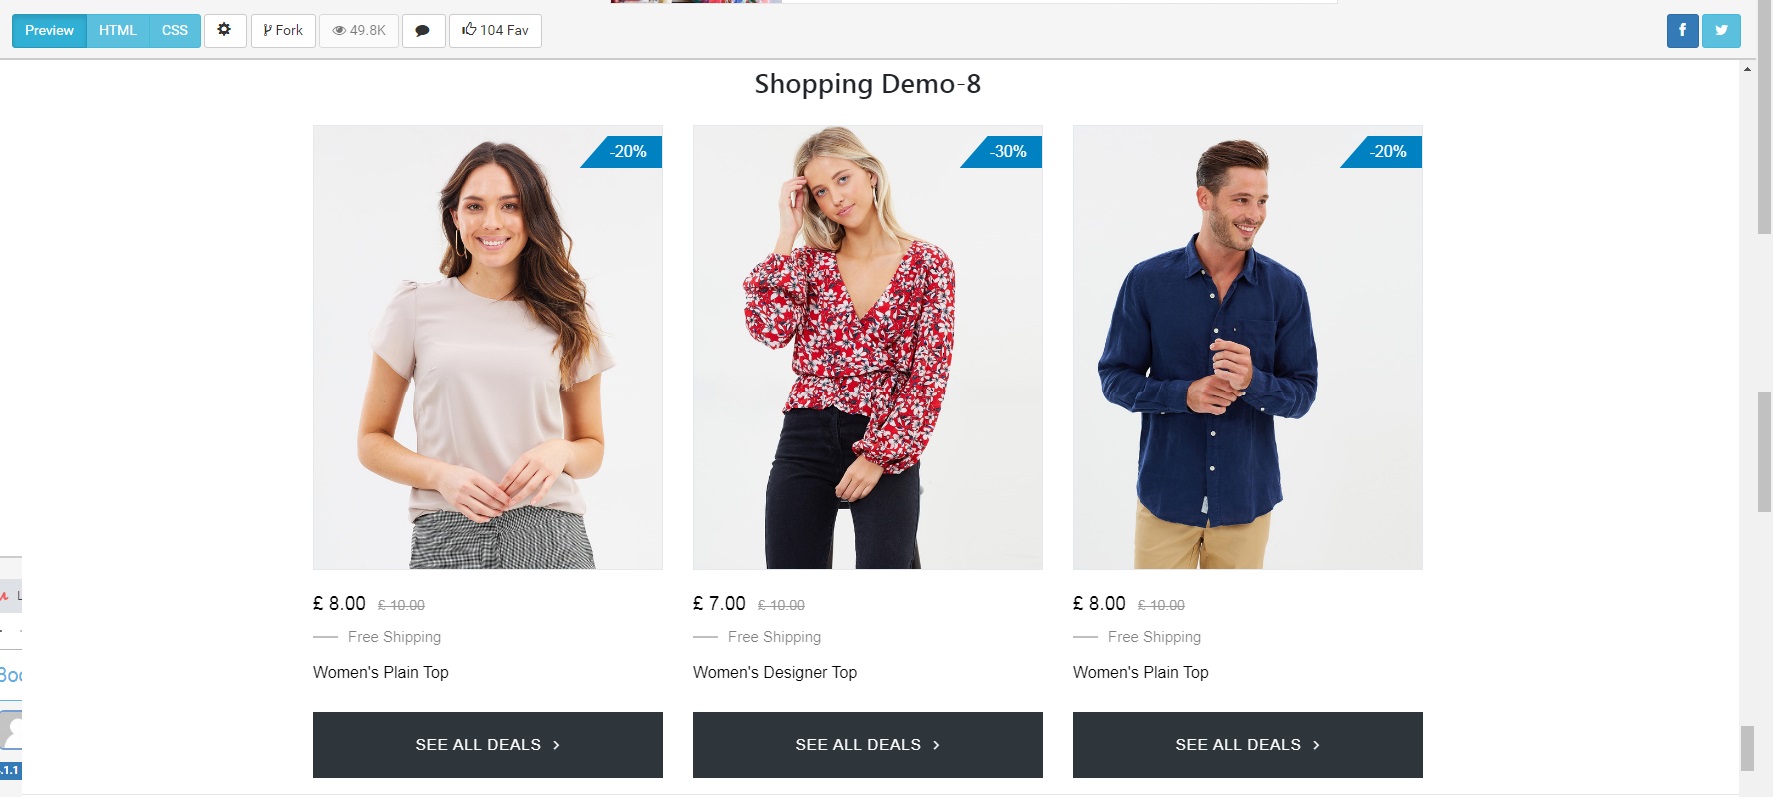 Preview HTML CSS Fork 49.8K 104 Fav
Shopping Demo-8
-20% -30% -20%
£ 8.00 £ 10.00 £ 7.00 £ 10.00 £ 8.00 £ 10.00
Free Shipping Free Shipping Free Shipping
Women's Plain Top Women's Designer Top Women's Plain Top
SEE ALL DEALS SEE ALL DEALS SEE ALL DEALS